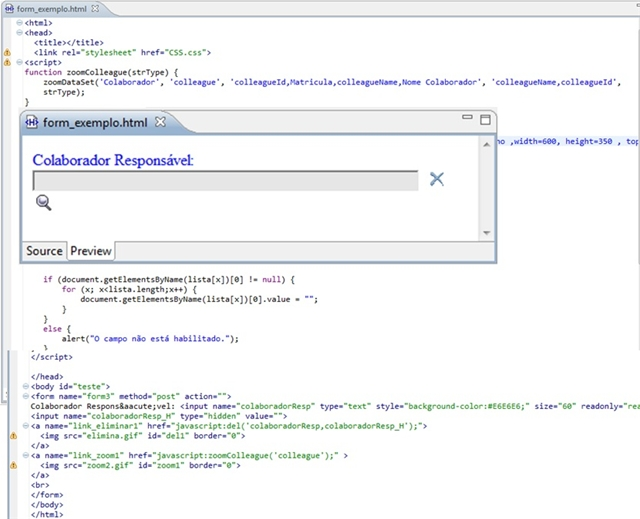 form_exemplo.html
<html>
<head>
<title></title>
<link rel="stylesheet" href="CSS.css">
<script>
function zoomColleague(strType) {
zoomDataSet('Colaborador', 'colleague', 'colleagueId,Matricula,colleagueName,Nome Colaborador', 'colleagueName,colleagueId',
strType);
}
form_exemplo.html
no ,width=600, height=350 , top
Colaborador Responsável:
Source Preview
if (document.getElementsByName(lista[x])[0] != null) {
for (x; x<lista.length;x++) {
document.getElementsByName(lista[x])[0].value = "";
}
}
else {
alert("O campo não está habilitado.");
}
</script>
</head>
<body id="teste">
<form name="form3" method="post" action="">
Colaborador Respons&aacute;vel: <input name="colaboradorResp" type="text" style="background-color:#E6E6E6;" size="60" readonly="rea
<input name="colaboradorResp_H" type="hidden" value="">
<a name="link_eliminar1" href="javascript:del('colaboradorResp,colaboradorResp_H');">
<img src="elimina.gif" id="del1" border="0">
</a>
<a name="link_zoom1" href="javascript:zoomColleague('colleague');" >
<img src="zoom2.gif" id="zoom1" border="0">
</a>
<br>
</form>
</body>
</html>